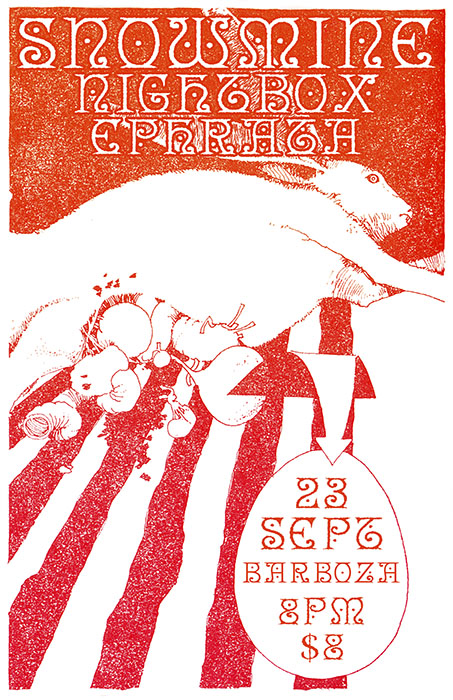 SNOWMINE
NIGHTBOX
EPHRATA
23
SEPT
BARBOZA
8PM
$8